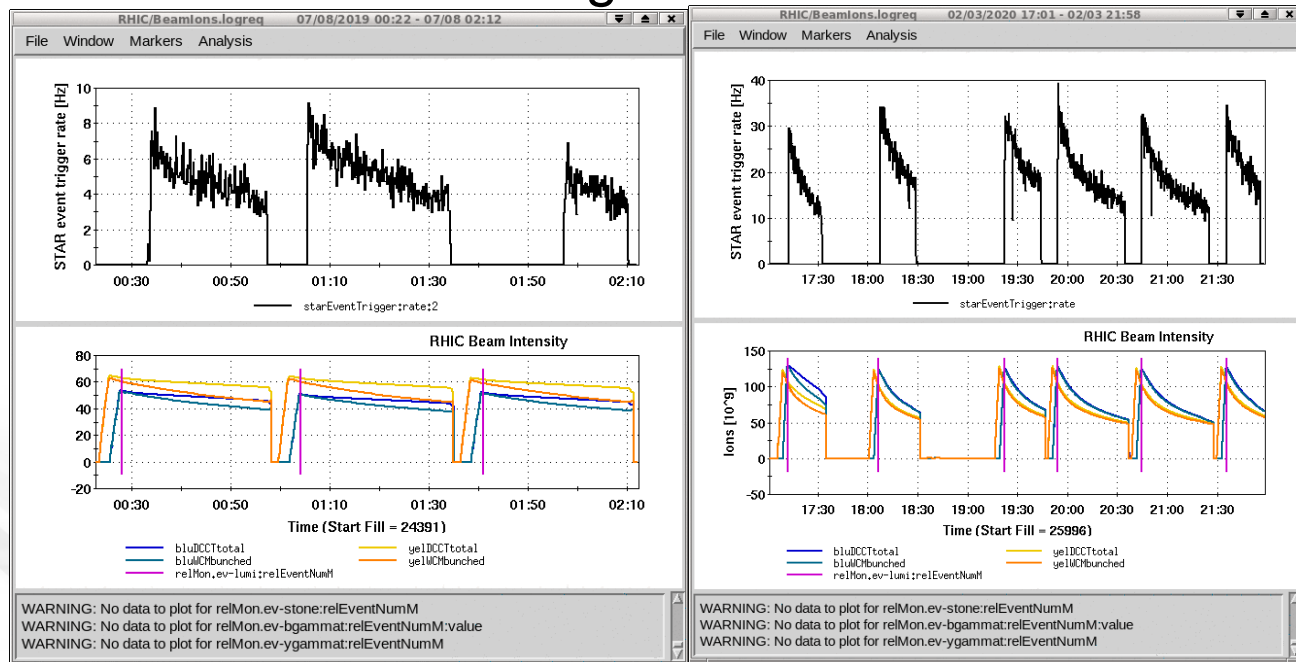 RHIC/BeamIons.logreq 07/08/2019 00:22 - 07/08 02:12
File Window Markers Analysis
STAR event trigger rate [Hz]
10
8
6
4
2
0
00:30 00:50 01:10 01:30 01:50 02:10
starEventTrigger:rate:2
RHIC Beam Intensity
80
60
40
20
0
-20
00:30 00:50 01:10 01:30 01:50 02:10
Time (Start Fill = 24391)
bluDCCTtotal yelDCCTtotal
bluWCMbunched yelWCMbunched
relMon.ev-lumi:relEventNumM
WARNING: No data to plot for relMon.ev-stone:relEventNumM
WARNING: No data to plot for relMon.ev-bgammat:relEventNumM:value
WARNING: No data to plot for relMon.ev-ygammat:relEventNumM
RHIC/BeamIons.logreq 02/03/2020 17:01 - 02/03 21:58
File Window Markers Analysis
STAR event trigger rate [Hz]
40
30
20
10
0
17:30 18:00 18:30 19:00 19:30 20:00 20:30 21:00 21:30
starEventTrigger:rate
RHIC Beam Intensity
Ions [10^9]
150
100
50
0
-50
17:30 18:00 18:30 19:00 19:30 20:00 20:30 21:00 21:30
Time (Start Fill = 25996)
bluDCCTtotal yelDCCTtotal
bluWCMbunched yelWCMbunched
relMon.ev-lumi:relEventNumM
WARNING: No data to plot for relMon.ev-stone:relEventNumM
WARNING: No data to plot for relMon.ev-bgammat:relEventNumM:value
WARNING: No data to plot for relMon.ev-ygammat:relEventNumM